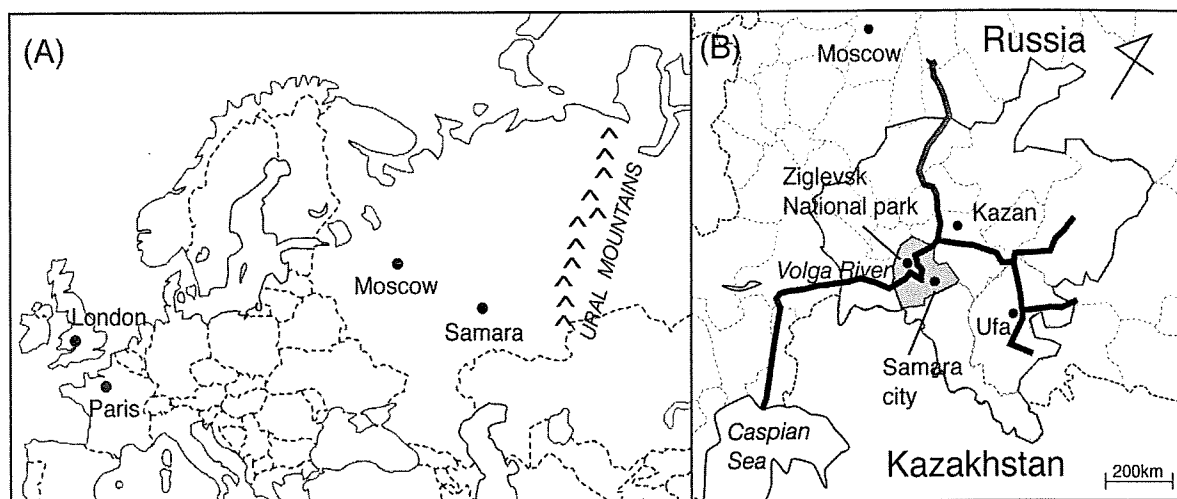 (A)
URAL MOUNTAINS
Moscow
Samara
London
Paris
(B)
Moscow
Russia
Ziglevsk
National park
Kazan
Volga River
Ufa
Samara
city
Caspian
Sea
Kazakhstan
200km